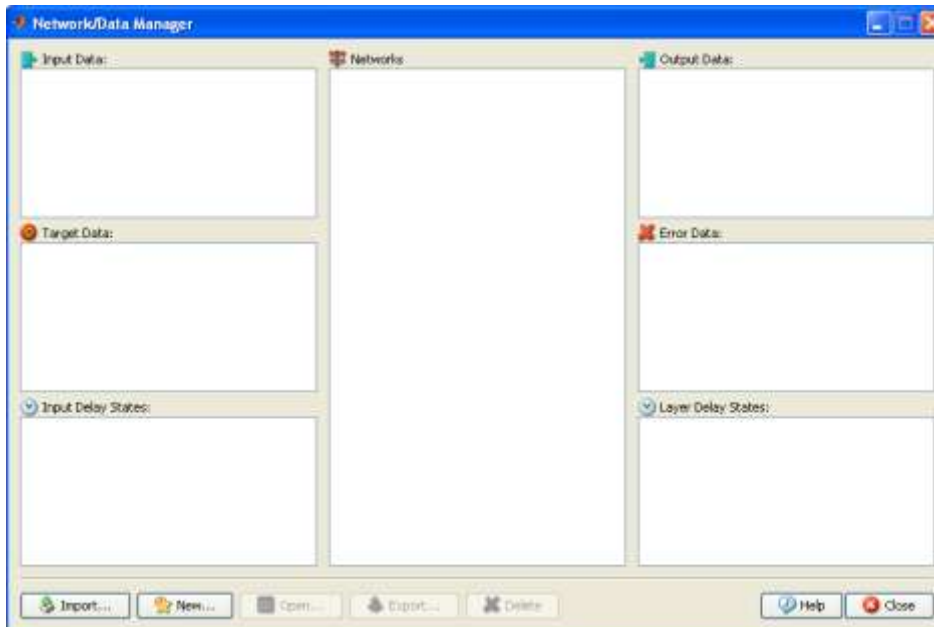 Network/Data Manager
Input Data:
Networks
Output Data:
Target Data:
Error Data:
Input Delay States:
Layer Delay States:
Import...
New...
Open...
Export...
Delete
Help
Close